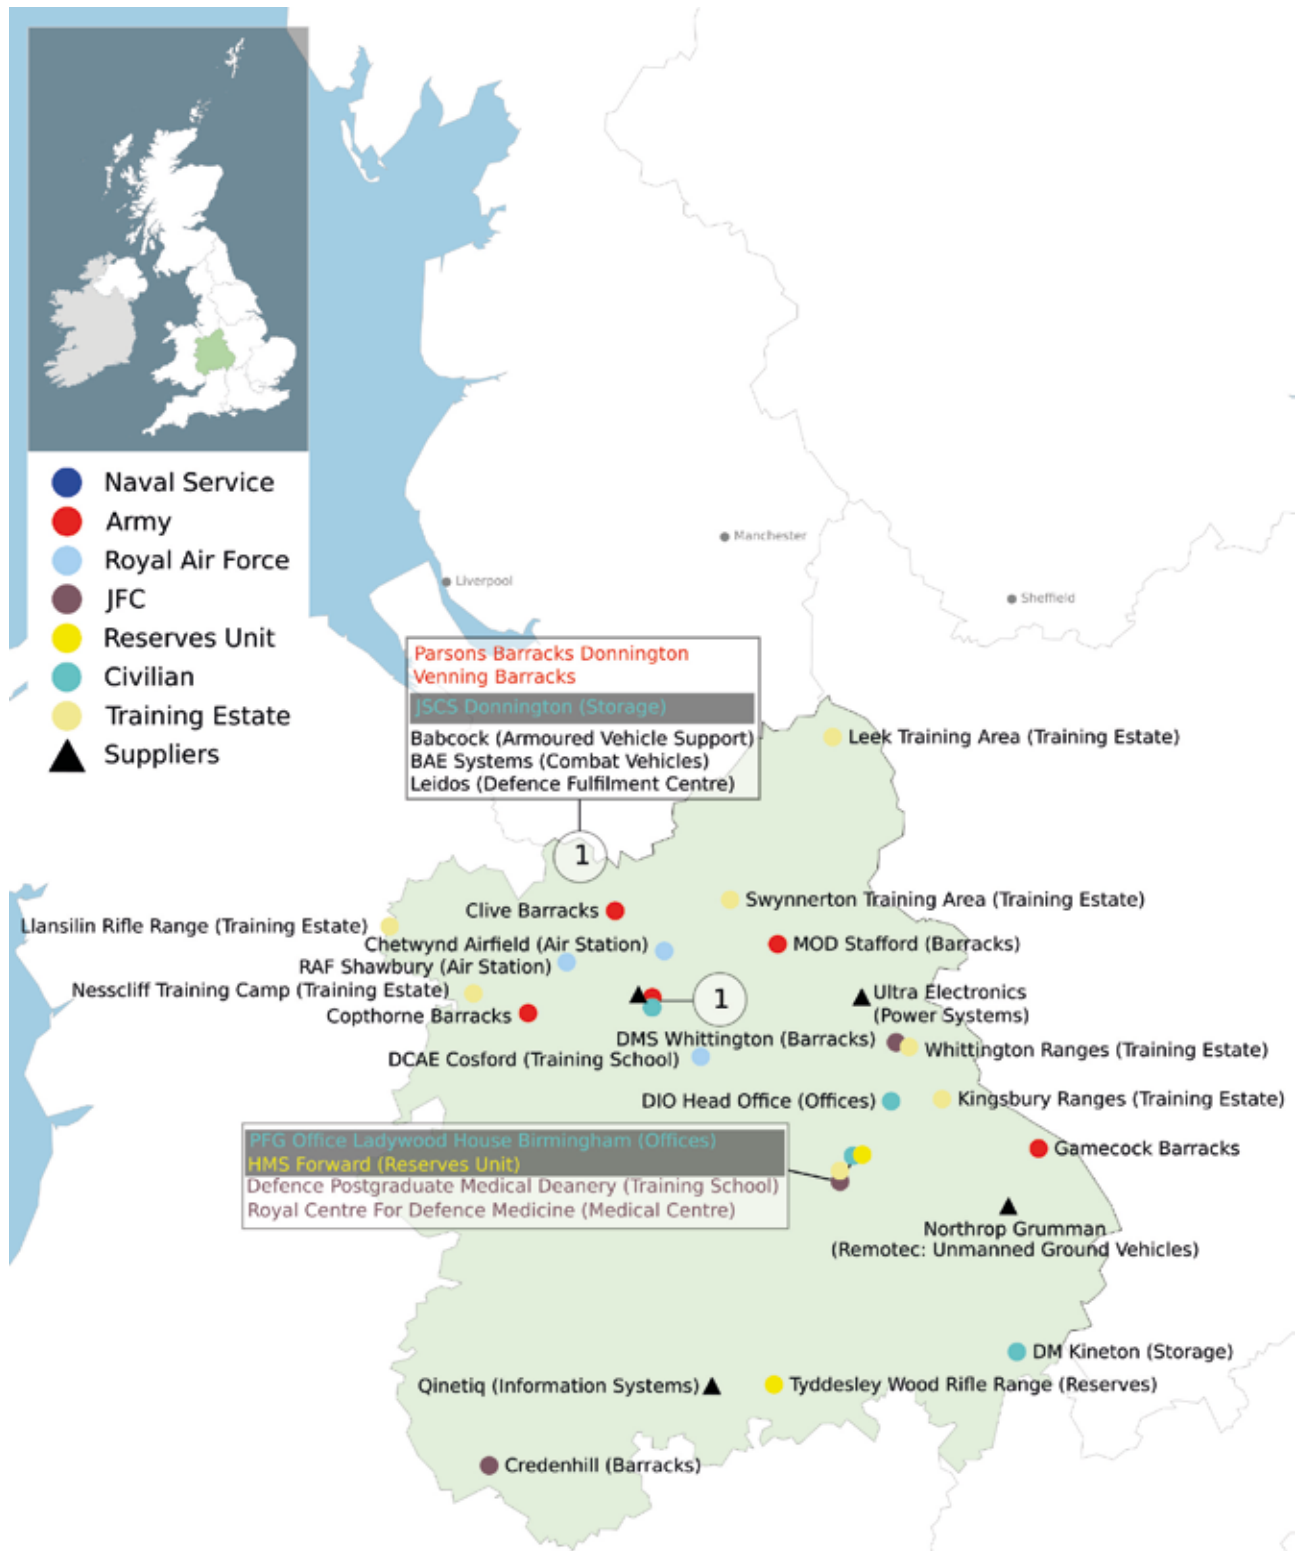 Naval Service
Army
Royal Air Force
JFC
Reserves Unit
Civilian
Training Estate
Suppliers
Manchester
Liverpool
Sheffield
Parsons Barracks Donnington
Venning Barracks
JSCS Donnington (Storage)
Babcock (Armoured Vehicle Support)
BAE Systems (Combat Vehicles)
Leidos (Defence Fulfilment Centre)
1
Leek Training Area (Training Estate)
Swynnerton Training Area (Training Estate)
Clive Barracks
Llansilin Rifle Range (Training Estate)
Chetwynd Airfield (Air Station)
MOD Stafford (Barracks)
RAF Shawbury (Air Station)
Nesscliff Training Camp (Training Estate)
1
Ultra Electronics
(Power Systems)
Copthorne Barracks
DMS Whittington (Barracks)
Whittington Ranges (Training Estate)
DCAE Cosford (Training School)
DIO Head Office (Offices)
Kingsbury Ranges (Training Estate)
PFG Office Ladywood House Birmingham (Offices)
HMS Forward (Reserves Unit)
Defence Postgraduate Medical Deanery (Training School)
Royal Centre For Defence Medicine (Medical Centre)
Gamecock Barracks
Northrop Grumman
(Remotec: Unmanned Ground Vehicles)
DM Kineton (Storage)
Qinetiq (Information Systems)
Tyddesley Wood Rifle Range (Reserves)
Credenhill (Barracks)